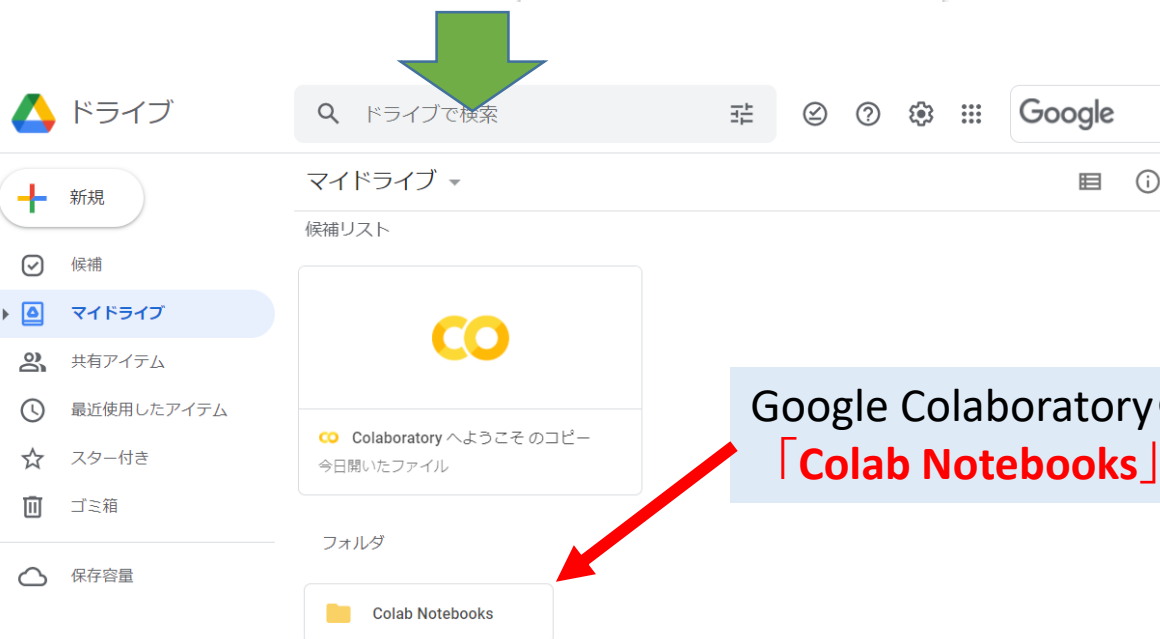 ドライブ
ドライブで検索
Google
新規
マイドライブ
候補リスト
候補
マイドライブ
共有アイテム
最近使用したアイテム
スター付き
ゴミ箱
保存容量
Colaboratory へようこそ のコピー
今日開いたファイル
Google Colaboratory
「Colab Notebooks」
フォルダ
Colab Notebooks